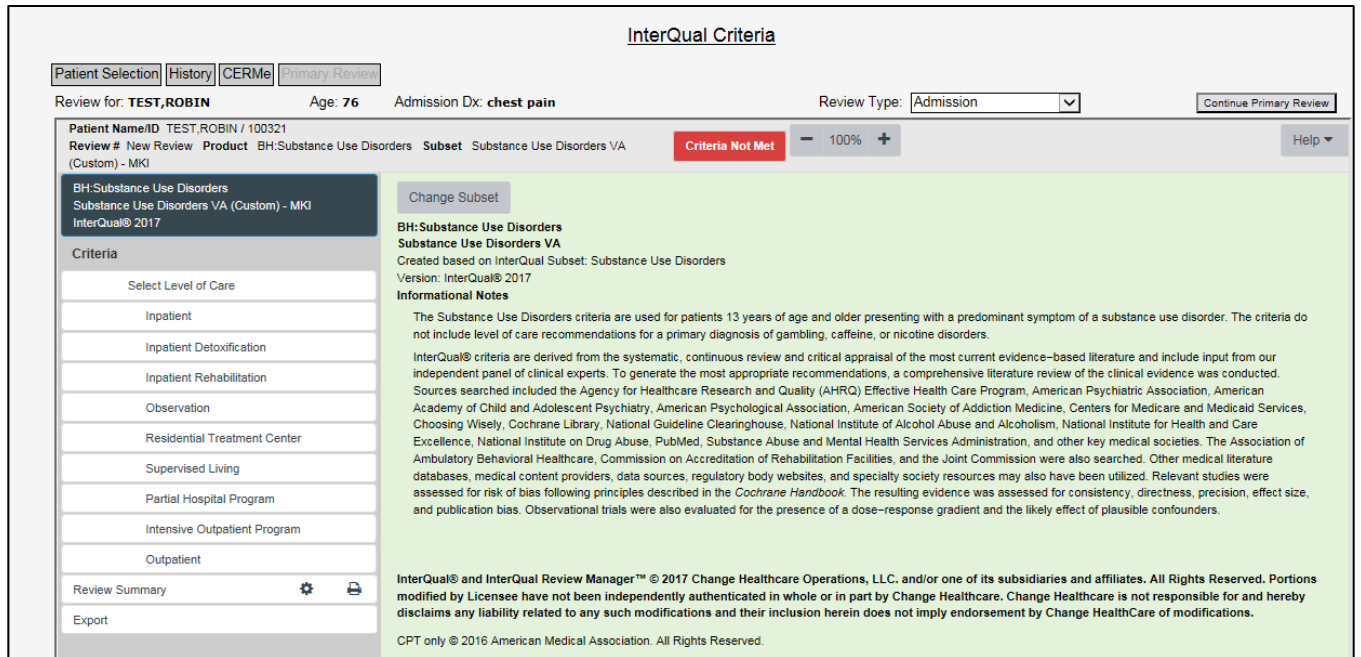 InterQual Criteria
Patient Selection History CERMe Primary Review
Review for: TEST,ROBIN Age: 76 Admission Dx: chest pain Review Type: Admission Continue Primary Review
Patient Name/ID TEST,ROBIN / 100321
Review # New Review Product BH:Substance Use Disorders Subset Substance Use Disorders VA
(Custom) - MKI
Criteria Not Met − 100% + Help
BH:Substance Use Disorders
Substance Use Disorders VA (Custom) - MKI
InterQual® 2017
Criteria
Select Level of Care
Inpatient
Inpatient Detoxification
Inpatient Rehabilitation
Observation
Residential Treatment Center
Supervised Living
Partial Hospital Program
Intensive Outpatient Program
Outpatient
Review Summary
Export
Change Subset
BH:Substance Use Disorders
Substance Use Disorders VA
Created based on InterQual Subset: Substance Use Disorders
Version: InterQual® 2017
Informational Notes
The Substance Use Disorders criteria are used for patients 13 years of age and older presenting with a predominant symptom of a substance use disorder. The criteria do
not include level of care recommendations for a primary diagnosis of gambling, caffeine, or nicotine disorders.
InterQual® criteria are derived from the systematic, continuous review and critical appraisal of the most current evidence−based literature and include input from our
independent panel of clinical experts. To generate the most appropriate recommendations, a comprehensive literature review of the clinical evidence was conducted.
Sources searched included the Agency for Healthcare Research and Quality (AHRQ) Effective Health Care Program, American Psychiatric Association, American
Academy of Child and Adolescent Psychiatry, American Psychological Association, American Society of Addiction Medicine, Centers for Medicare and Medicaid Services,
Choosing Wisely, Cochrane Library, National Guideline Clearinghouse, National Institute of Alcohol Abuse and Alcoholism, National Institute for Health and Care
Excellence, National Institute on Drug Abuse, PubMed, Substance Abuse and Mental Health Services Administration, and other key medical societies. The Association of
Ambulatory Behavioral Healthcare, Commission on Accreditation of Rehabilitation Facilities, and the Joint Commission were also searched. Other medical literature
databases, medical content providers, data sources, regulatory body websites, and specialty society resources may also have been utilized. Relevant studies were
assessed for risk of bias following principles described in the Cochrane Handbook. The resulting evidence was assessed for consistency, directness, precision, effect size,
and publication bias. Observational trials were also evaluated for the presence of a dose−response gradient and the likely effect of plausible confounders.
InterQual® and InterQual Review Manager™ © 2017 Change Healthcare Operations, LLC. and/or one of its subsidiaries and affiliates. All Rights Reserved. Portions
modified by Licensee have not been independently authenticated in whole or in part by Change Healthcare. Change Healthcare is not responsible for and hereby
disclaims any liability related to any such modifications and their inclusion herein does not imply endorsement by Change HealthCare of modifications.
CPT only © 2016 American Medical Association. All Rights Reserved.